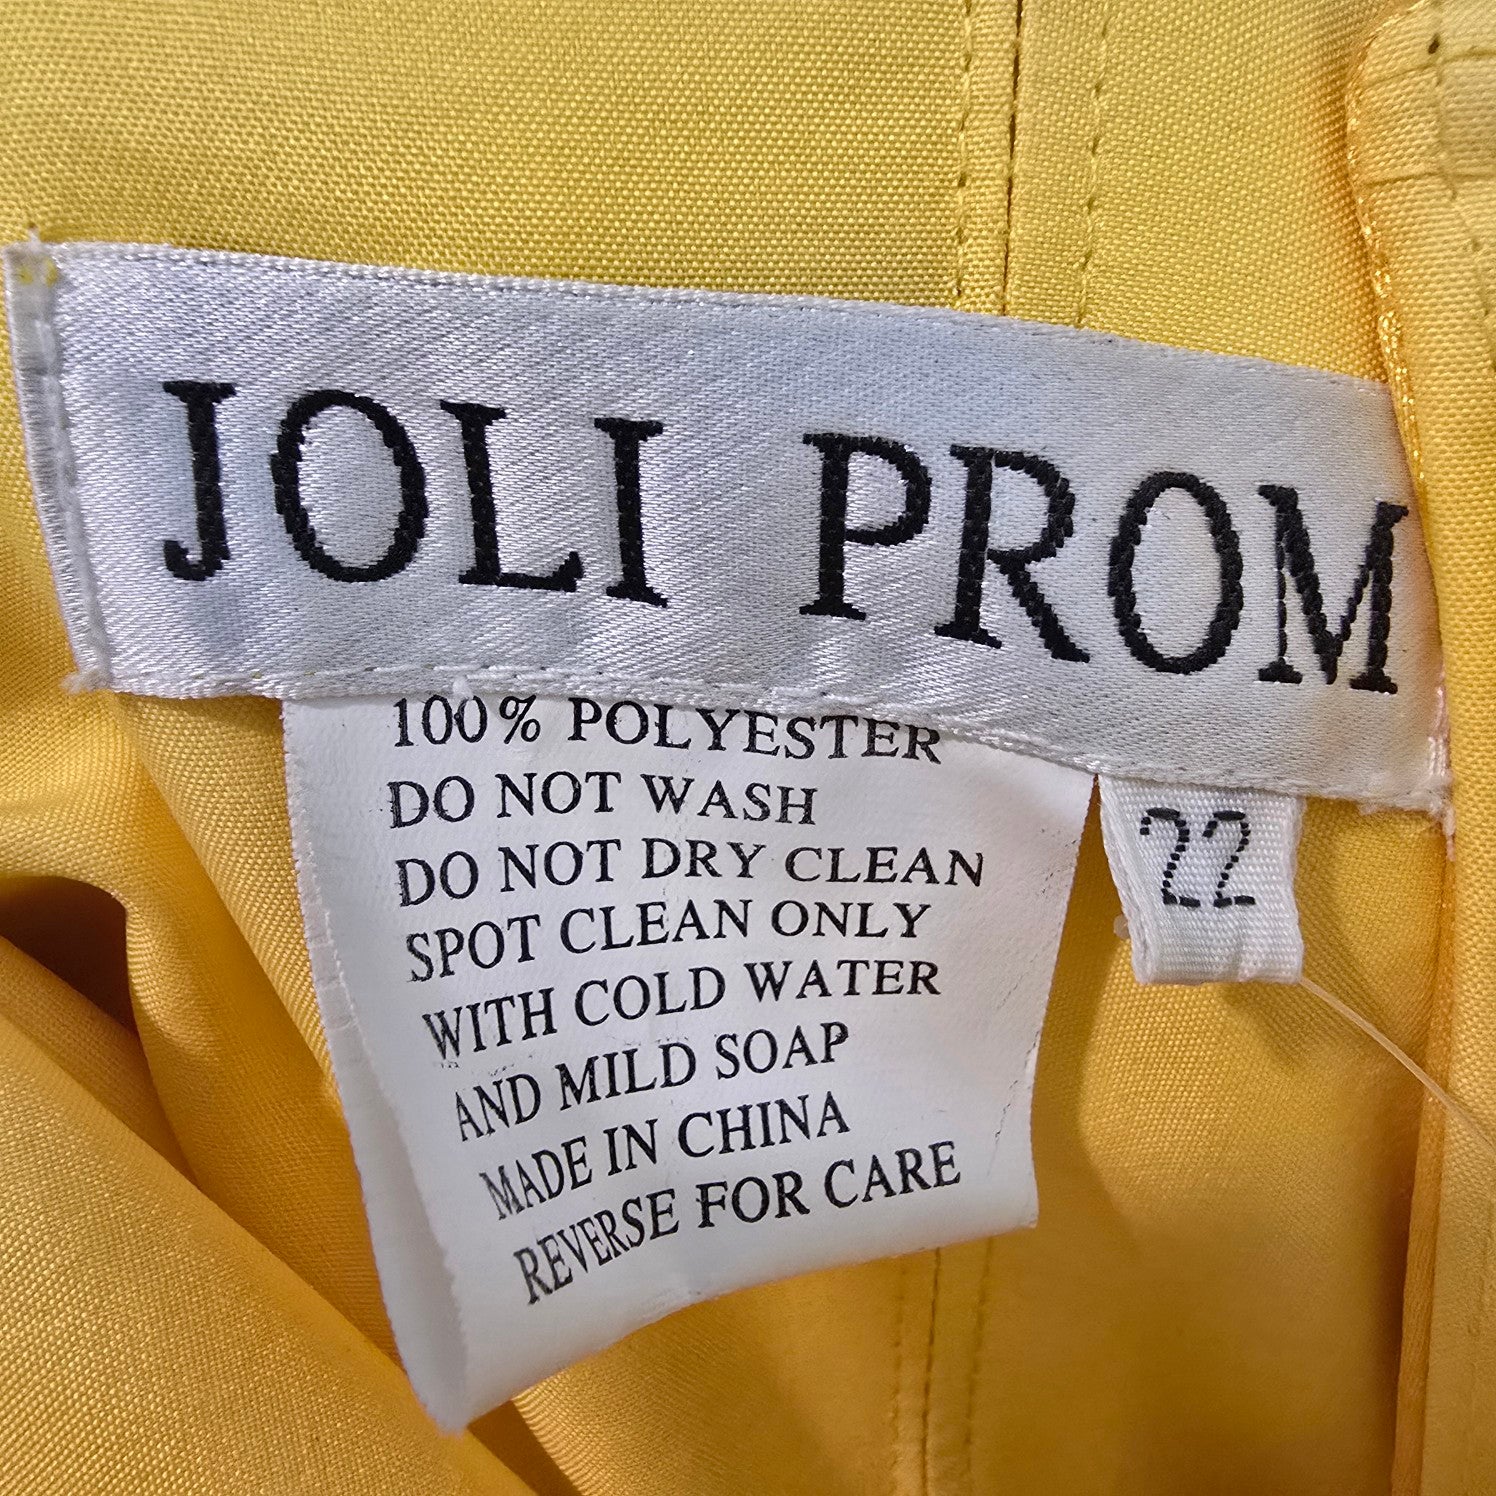 JOLI PROM
100% POLYESTER
DO NOT WASH
DO NOT DRY CLEAN
SPOT CLEAN ONLY
WITH COLD WATER
AND MILD SOAP
MADE IN CHINA
REVERSE FOR CARE
22